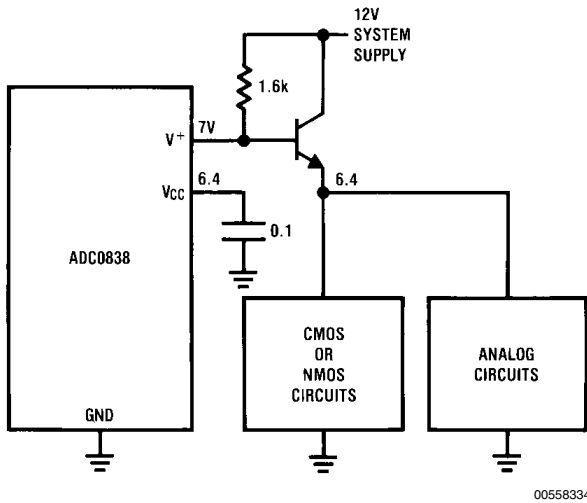 12V
SYSTEM
SUPPLY
1.6k
V+ 7V
VCC 6.4
6.4
0.1
ADC0838
CMOS
OR
NMOS
CIRCUITS
ANALOG
CIRCUITS
GND
00558334